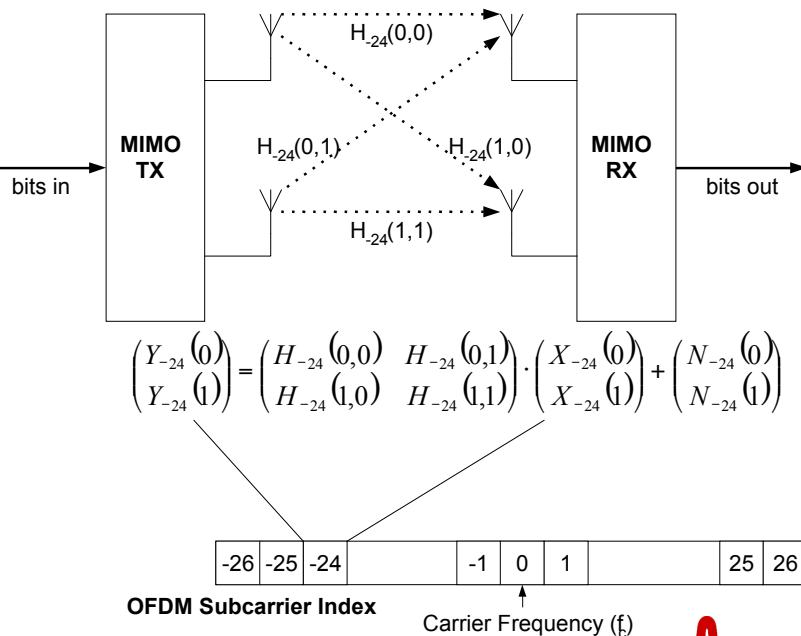 H₋₂₄(0,0)
MIMO TX
H₋₂₄(0,1)
H₋₂₄(1,0)
MIMO RX
bits in
bits out
H₋₂₄(1,1)
(Y₋₂₄(0) Y₋₂₄(1)) = (H₋₂₄(0,0) H₋₂₄(0,1) H₋₂₄(1,0) H₋₂₄(1,1)) · (X₋₂₄(0) X₋₂₄(1)) + (N₋₂₄(0) N₋₂₄(1))
-26 -25 -24 -1 0 1 25 26
OFDM Subcarrier Index
Carrier Frequency (fc)